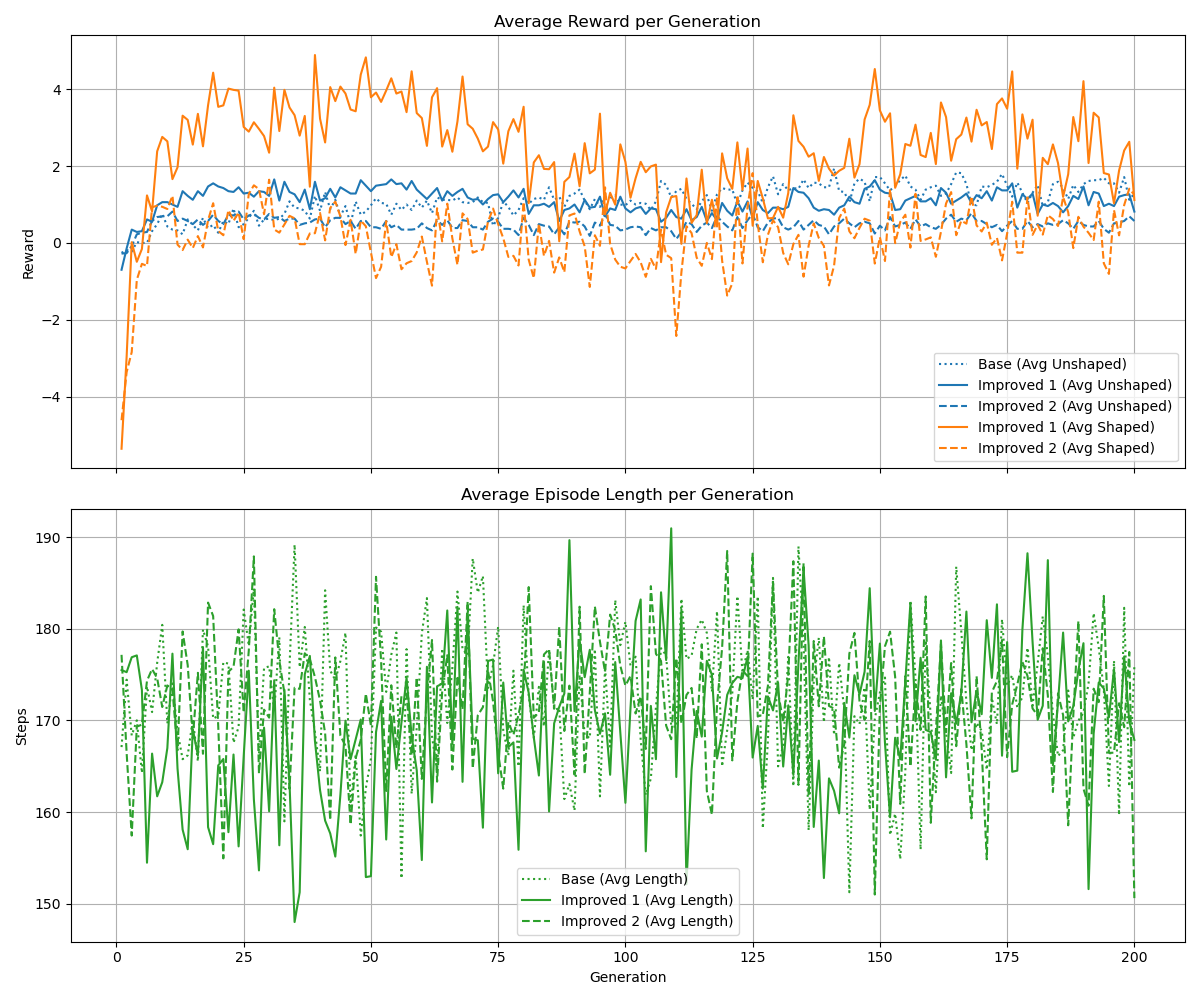 Average Reward per Generation
Reward
4
2
0
−2
−4
Base (Avg Unshaped)
Improved 1 (Avg Unshaped)
Improved 2 (Avg Unshaped)
Improved 1 (Avg Shaped)
Improved 2 (Avg Shaped)
Average Episode Length per Generation
Steps
190
180
170
160
150
Base (Avg Length)
Improved 1 (Avg Length)
Improved 2 (Avg Length)
0 25 50 75 100 125 150 175 200
Generation